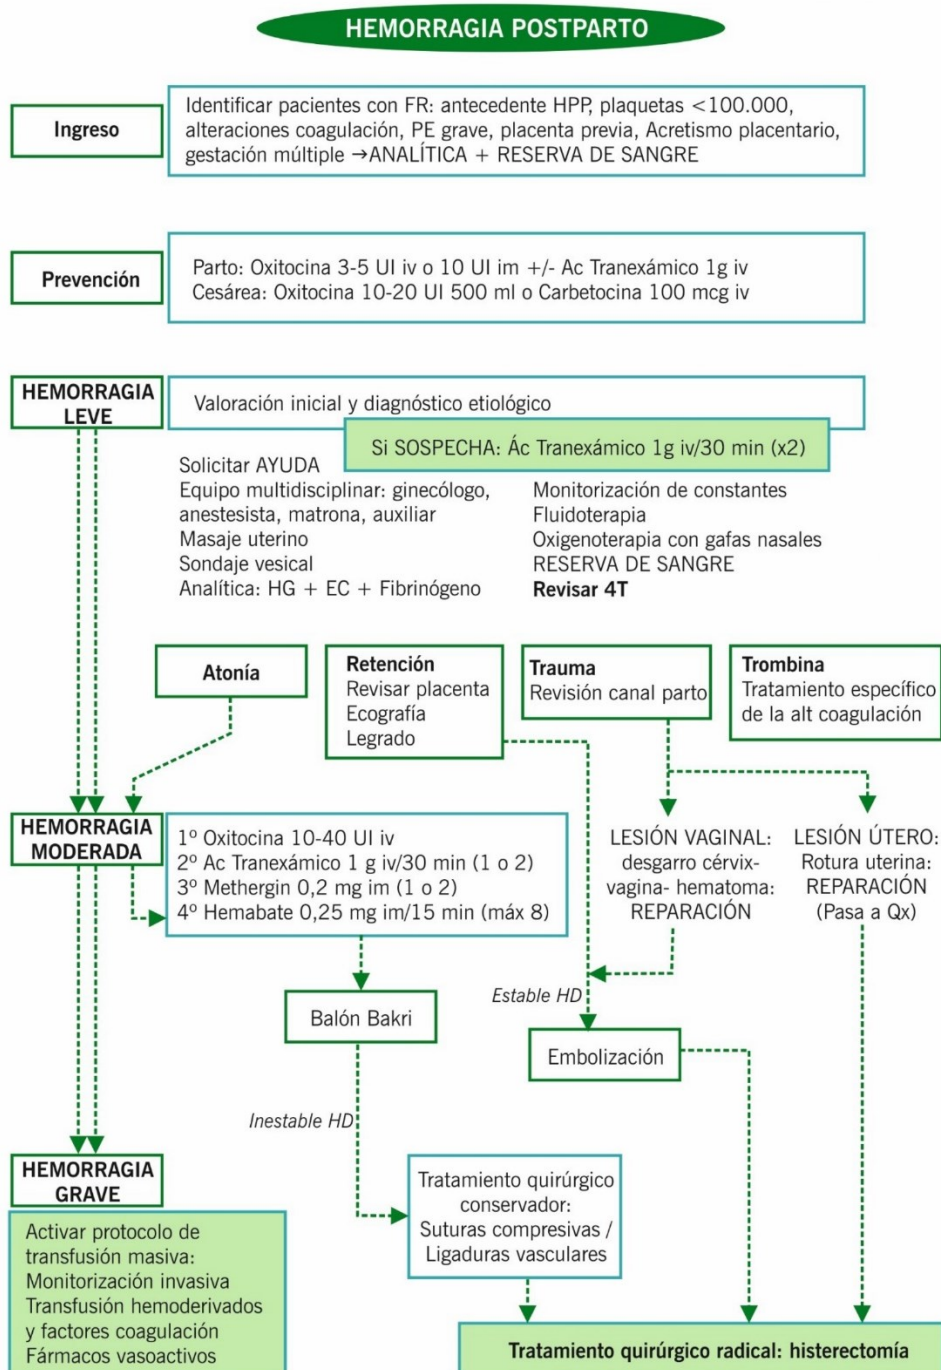 HEMORRAGIA POSTPARTO
Ingreso
Identificar pacientes con FR: antecedente HPP, plaquetas <100.000,
alteraciones coagulación, PE grave, placenta previa, Acretismo placentario,
gestación múltiple →ANALÍTICA + RESERVA DE SANGRE
Prevención
Parto: Oxitocina 3-5 UI iv o 10 UI im +/- Ac Tranexámico 1g iv
Cesárea: Oxitocina 10-20 UI 500 ml o Carbetocina 100 mcg iv
HEMORRAGIA
LEVE
Valoración inicial y diagnóstico etiológico
Si SOSPECHA: Ác Tranexámico 1g iv/30 min (x2)
Solicitar AYUDA
Equipo multidisciplinar: ginecólogo,
anestesista, matrona, auxiliar
Masaje uterino
Sondaje vesical
Analítica: HG + EC + Fibrinógeno
Monitorización de constantes
Fluidoterapia
Oxigenoterapia con gafas nasales
RESERVA DE SANGRE
Revisar 4T
Atonía
Retención
Revisar placenta
Ecografía
Legrado
Trauma
Revisión canal parto
Trombina
Tratamiento específico
de la alt coagulación
HEMORRAGIA
MODERADA
1º Oxitocina 10-40 UI iv
2º Ac Tranexámico 1 g iv/30 min (1 o 2)
3º Methergin 0,2 mg im (1 o 2)
4º Hemabate 0,25 mg im/15 min (máx 8)
LESIÓN VAGINAL:
desgarro cérvix-
vagina- hematoma:
REPARACIÓN
LESIÓN ÚTERO:
Rotura uterina:
REPARACIÓN
(Pasa a Qx)
Balón Bakri
Estable HD
Embolización
Inestable HD
HEMORRAGIA
GRAVE
Activar protocolo de
transfusión masiva:
Monitorización invasiva
Transfusión hemoderivados
y factores coagulación
Fármacos vasoactivos
Tratamiento quirúrgico
conservador:
Suturas compresivas /
Ligaduras vasculares
Tratamiento quirúrgico radical: histerectomía